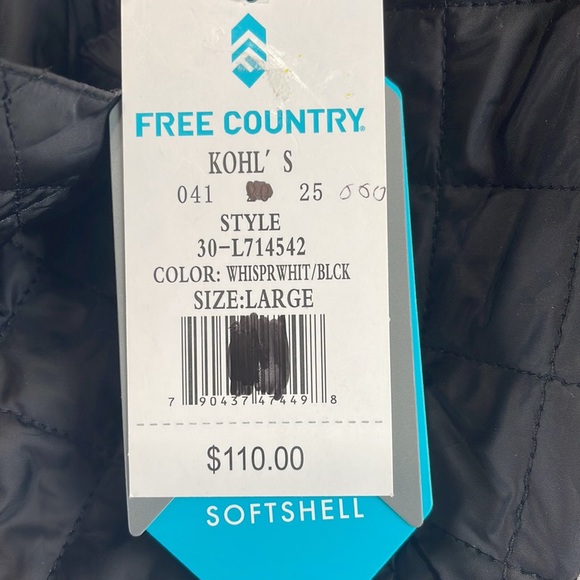 FREE COUNTRY
KOHL' S
041 25 000
STYLE
30-L714542
COLOR: WHISPRWHIT/BLCK
SIZE:LARGE
7 90437 47449 8
$110.00
SOFTSHELL